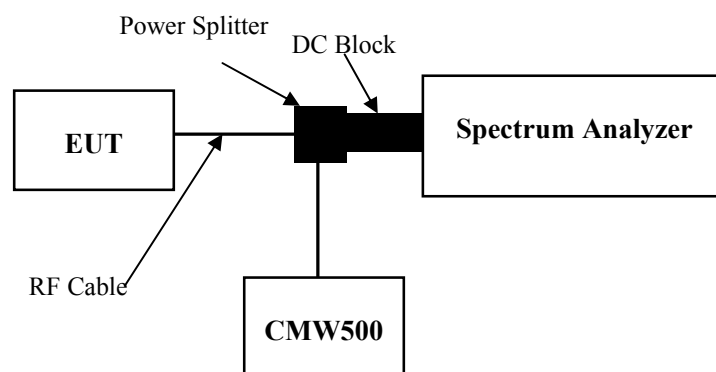 Power Splitter
DC Block
EUT
Spectrum Analyzer
RF Cable
CMW500